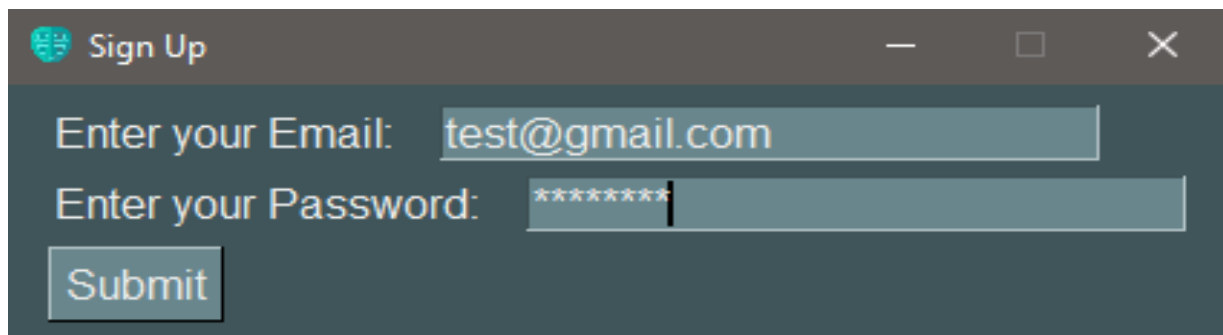 Sign Up
Enter your Email: test@gmail.com
Enter your Password: ********
Submit